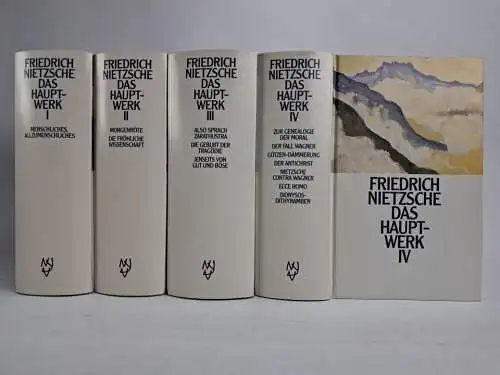 FRIEDRICH
NIETZSCHE
DAS
HAUPT-
WERK
I
MENSCHLICHES,
ALLZUMENSCHLICHES
FRIEDRICH
NIETZSCHE
DAS
HAUPT-
WERK
II
MORGENRÖTE
DIE FRÖHLICHE
WISSENSCHAFT
FRIEDRICH
NIETZSCHE
DAS
HAUPT-
WERK
III
ALSO SPRACH
ZARATHUSTRA
DIE GEBURT DER
TRAGÖDIE
JENSEITS VON
GUT UND BÖSE
FRIEDRICH
NIETZSCHE
DAS
HAUPT-
WERK
IV
ZUR GENEALOGIE
DER MORAL
DER FALL WAGNER
GÖTZEN-DÄMMERUNG
DER ANTICHRIST
NIETZSCHE
CONTRA WAGNER
ECCE HOMO
DIONYSOS-
DITHYRAMBEN
FRIEDRICH
NIETZSCHE
DAS
HAUPT-
WERK
IV